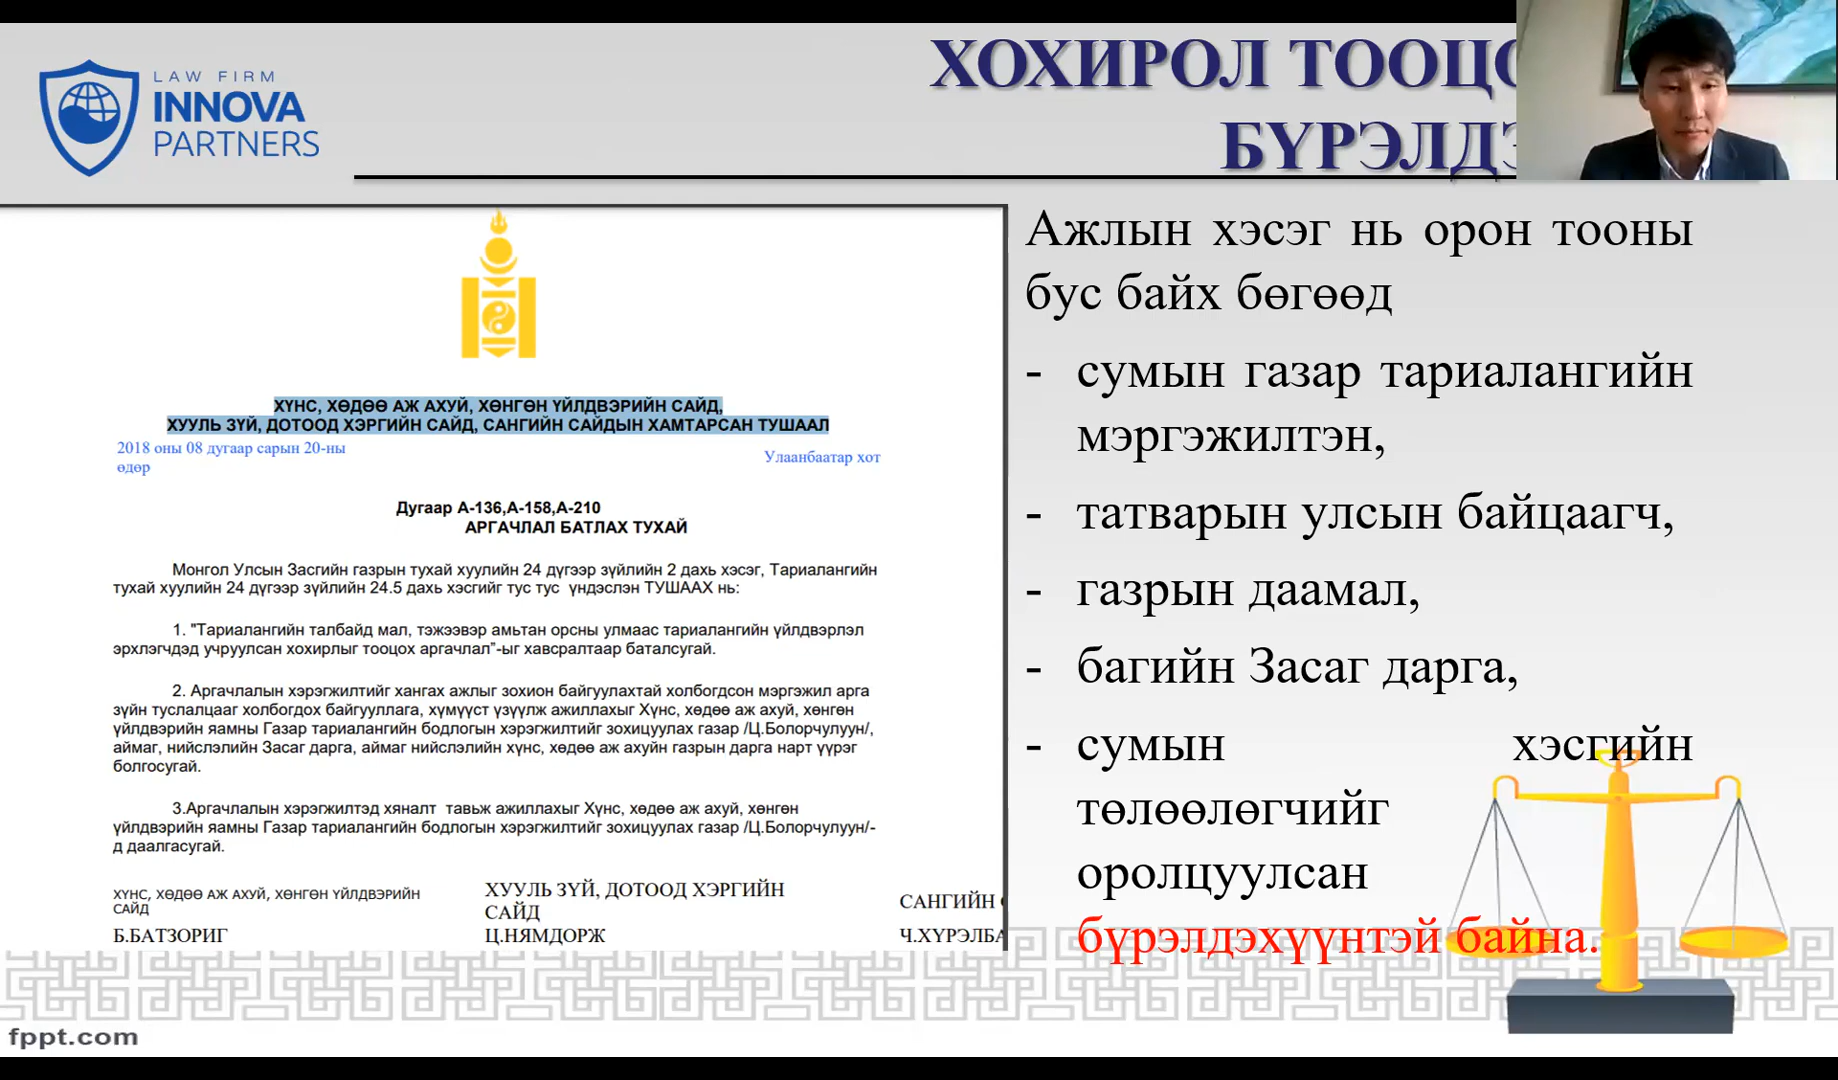 LAW FIRM
INNOVA
PARTNERS
ХОХИРОЛ
БҮРЭЛДЭ
ХҮНС, ХӨДӨӨ АЖ АХУЙ, ХӨНГӨН ҮЙЛДВЭРИЙН САЙД,
ХУУЛЬ ЗҮЙ, ДОТООД ХЭРГИЙН САЙД, САНГИЙН САЙДЫН ХАМТАРСАН ТУШААЛ
2018 оны 08 дугаар сарын 20-ны
өдөр
Улаанбаатар хот
Дугаар А-136,А-158,А-210
АРГАЧЛАЛ БАТЛАХ ТУХАЙ
Монгол Улсын Засгийн газрын тухай хуулийн 24 дүгээр зүйлийн 2 дахь хэсэг, Тариалангийн
тухай хуулийн 24 дүгээр зүйлийн 24.5 дахь хэсгийг тус тус үндэслэн ТУШААХ нь:
1. "Тариалангийн талбайд мал, тэжээвэр амьтан орсны улмаас тариалангийн үйлдвэрлэл
эрхлэгчдэд учруулсан хохирлыг тооцох аргачлал"-ыг хавсралтаар баталсугай.
2. Аргачлалын хэрэгжилтийг хангах ажлыг зохион байгуулахтай холбогдсон мэргэжил арга
зүйн туслалцааг холбогдох байгууллага, хүмүүст үзүүлж ажиллахыг Хүнс, хөдөө аж ахуй, хөнгөн
үйлдвэрийн яамны Газар тариалангийн бодлогын хэрэгжилтийг зохицуулах газар /Ц.Болорчулуун/,
аймаг, нийслэлийн Засаг дарга, аймаг нийслэлийн хүнс, хөдөө аж ахуйн газрын дарга нарт үүрэг
болгосугай.
3.Аргачлалын хэрэгжилтэд хяналт тавьж ажиллахыг Хүнс, хөдөө аж ахуй, хөнгөн
үйлдвэрийн яамны Газар тариалангийн бодлогын хэрэгжилтийг зохицуулах газар /Ц.Болорчулуун/-
д даалгасугай.
ХҮНС, ХӨДӨӨ АЖ АХУЙ, ХӨНГӨН ҮЙЛДВЭРИЙН
САЙД
Б.БАТЗОРИГ
ХУУЛЬ ЗҮЙ, ДОТООД ХЭРГИЙН
САЙД
Ц.НЯМДОРЖ
САНГИЙН
Ч.ХҮРЭЛБА
Ажлын хэсэг нь орон тооны
бус байх бөгөөд
- сумын газар тариалангийн
мэргэжилтэн,
- татварын улсын байцаагч,
- газрын даамал,
- багийн Засаг дарга,
- сумын хэсгийн
төлөөлөгчийг
оролцуулсан
бүрэлдэхүүнтэй байна.
fppt.com